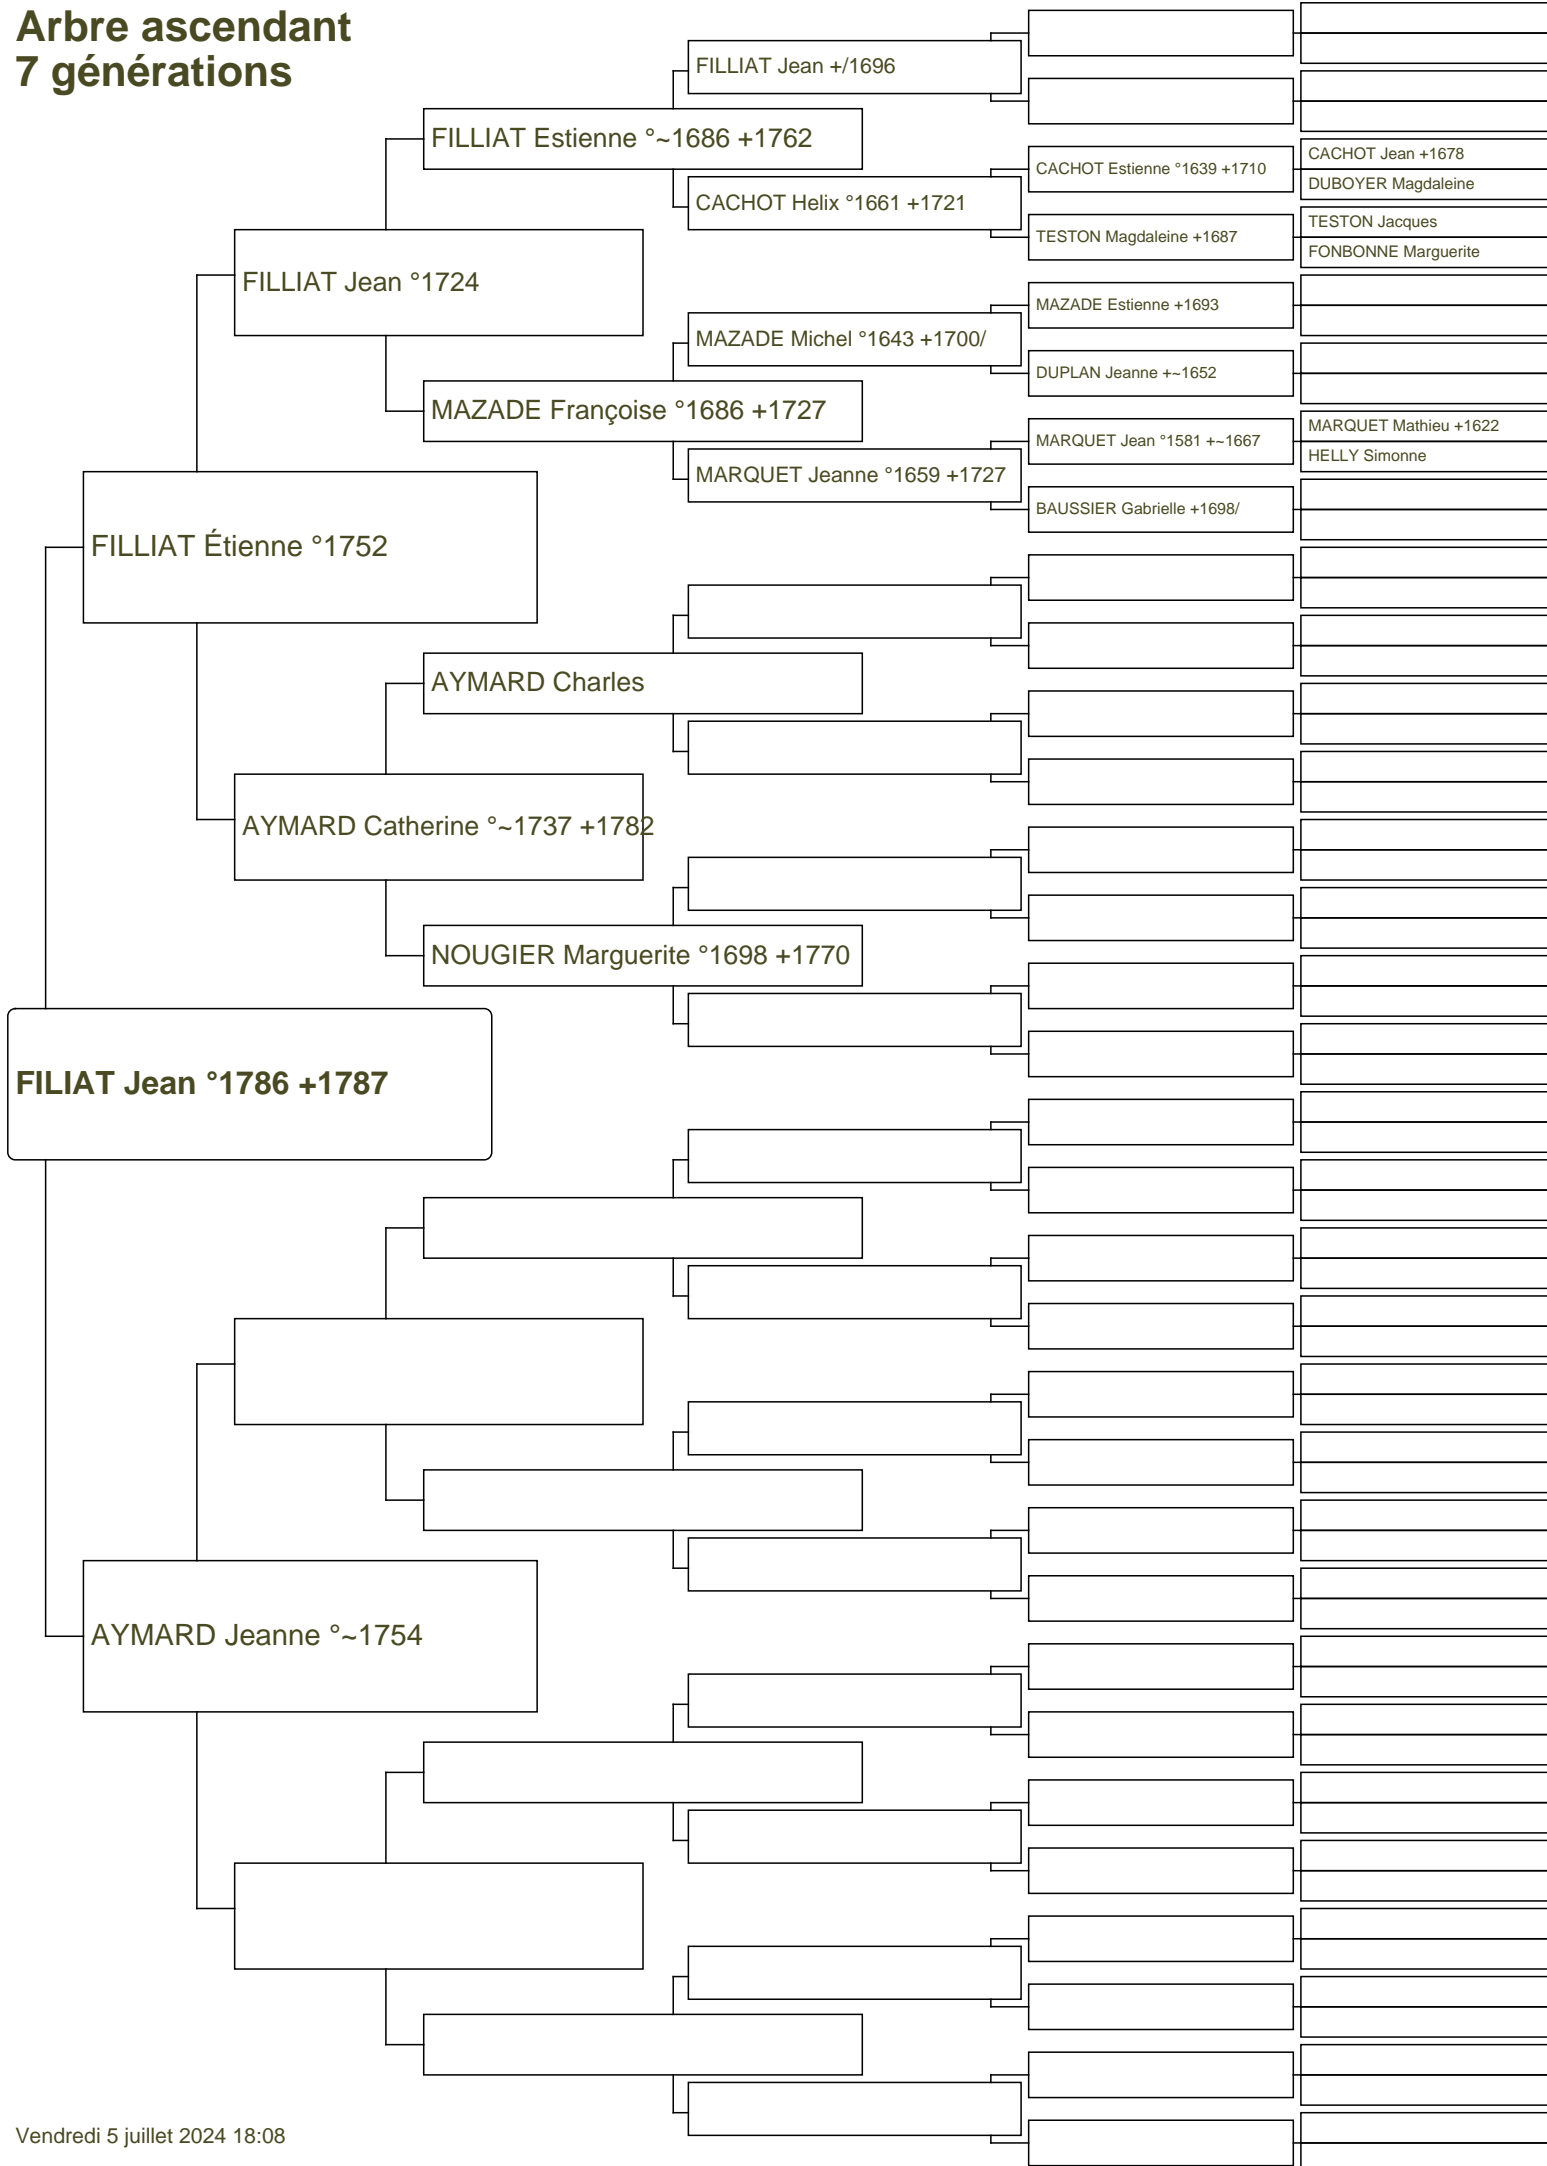 Arbre ascendant
7 générations
FILLIAT Jean +/1696
FILLIAT Estienne °~1686 +1762
CACHOT Jean +1678
CACHOT Estienne °1639 +1710
DUBOYER Magdaleine
CACHOT Helix °1661 +1721
TESTON Jacques
TESTON Magdaleine +1687
FONBONNE Marguerite
FILLIAT Jean °1724
MAZADE Estienne +1693
MAZADE Michel °1643 +1700/
DUPLAN Jeanne +~1652
MAZADE Françoise °1686 +1727
MARQUET Mathieu +1622
MARQUET Jean °1581 +~1667
HELLY Simonne
MARQUET Jeanne °1659 +1727
BAUSSIER Gabrielle +1698/
FILLIAT Étienne °1752
AYMARD Charles
AYMARD Catherine °~1737 +1782
NOUGIER Marguerite °1698 +1770
FILIAT Jean °1786 +1787
AYMARD Jeanne °~1754
Vendredi 5 juillet 2024 18:08